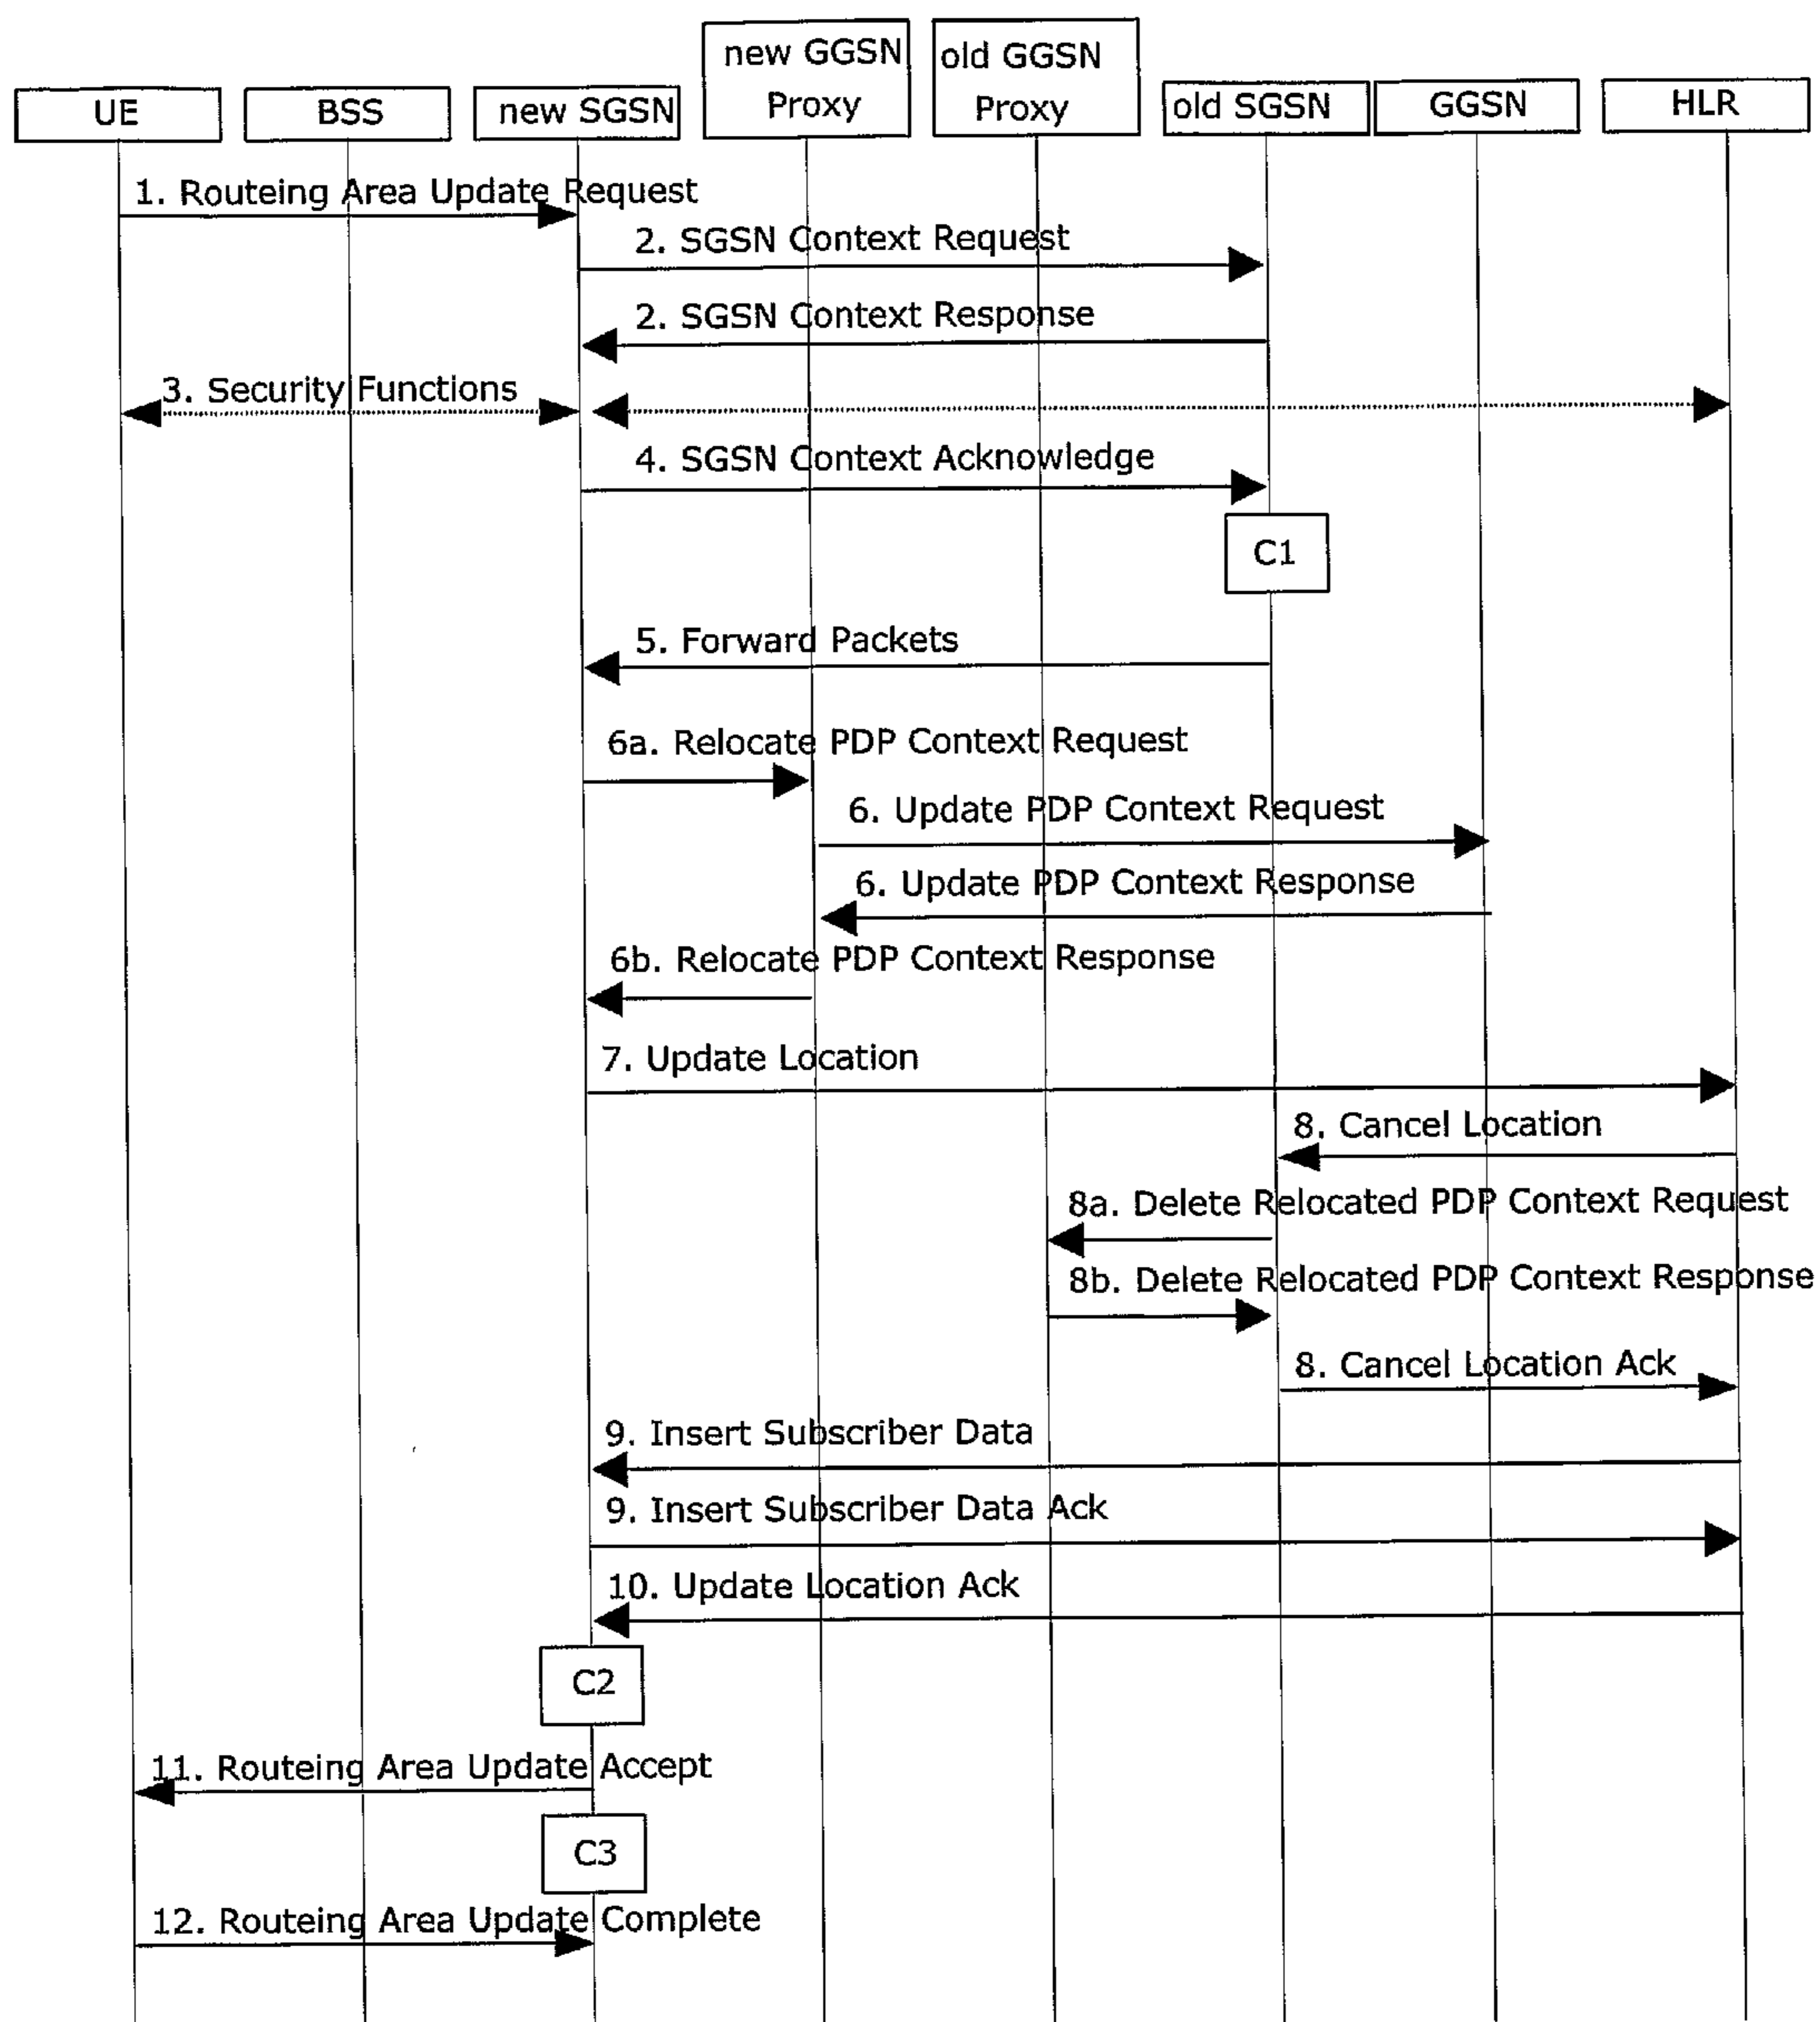 UE
BSS
new SGSN
new GGSN
Proxy
old GGSN
Proxy
old SGSN
GGSN
HLR
1. Routeing Area Update Request
2. SGSN Context Request
2. SGSN Context Response
3. Security Functions
4. SGSN Context Acknowledge
C1
5. Forward Packets
6a. Relocate PDP Context Request
6. Update PDP Context Request
6. Update PDP Context Response
6b. Relocate PDP Context Response
7. Update Location
8. Cancel Location
8a. Delete Relocated PDP Context Request
8b. Delete Relocated PDP Context Response
8. Cancel Location Ack
9. Insert Subscriber Data
9. Insert Subscriber Data Ack
10. Update Location Ack
C2
11. Routeing Area Update Accept
C3
12. Routeing Area Update Complete